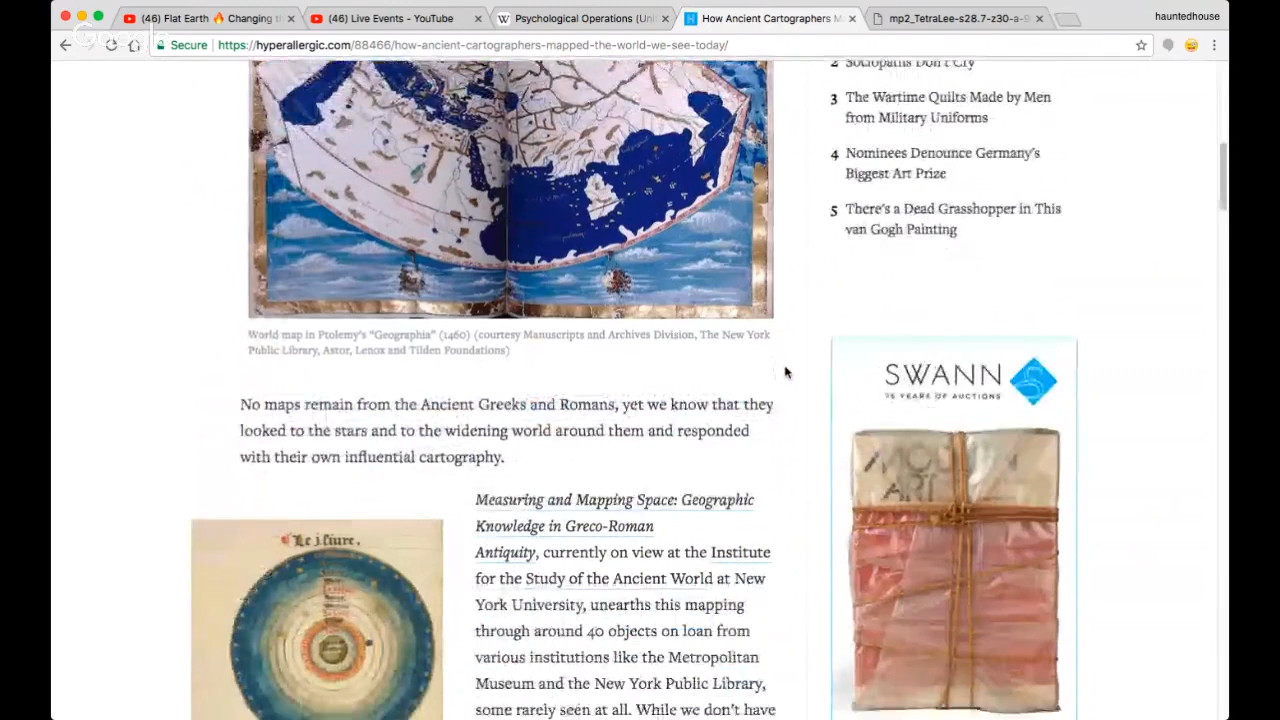 (46) Flat Earth 🔥 Changing th
(46) Live Events - YouTube
Psychological Operations (Uni
How Ancient Cartographers M
mp2_TetraLee-s28.7-z30-a-9
hauntedhouse
Google
Secure
https://hyperallergic.com/88466/how-ancient-cartographers-mapped-the-world-we-see-today/
2 Sociopaths Don't Cry
3 The Wartime Quilts Made by Men
from Military Uniforms
4 Nominees Denounce Germany's
Biggest Art Prize
5 There's a Dead Grasshopper in This
van Gogh Painting
World map in Ptolemy's "Geographia" (1460) (courtesy Manuscripts and Archives Division, The New York
Public Library, Astor, Lenox and Tilden Foundations)
No maps remain from the Ancient Greeks and Romans, yet we know that they
looked to the stars and to the widening world around them and responded
with their own influential cartography.
Measuring and Mapping Space: Geographic
Knowledge in Greco-Roman
Antiquity, currently on view at the Institute
for the Study of the Ancient World at New
York University, unearths this mapping
through around 40 objects on loan from
various institutions like the Metropolitan
Museum and the New York Public Library,
some rarely seen at all. While we don't have
SWANN
75 YEARS OF AUCTIONS
MODERN
ART